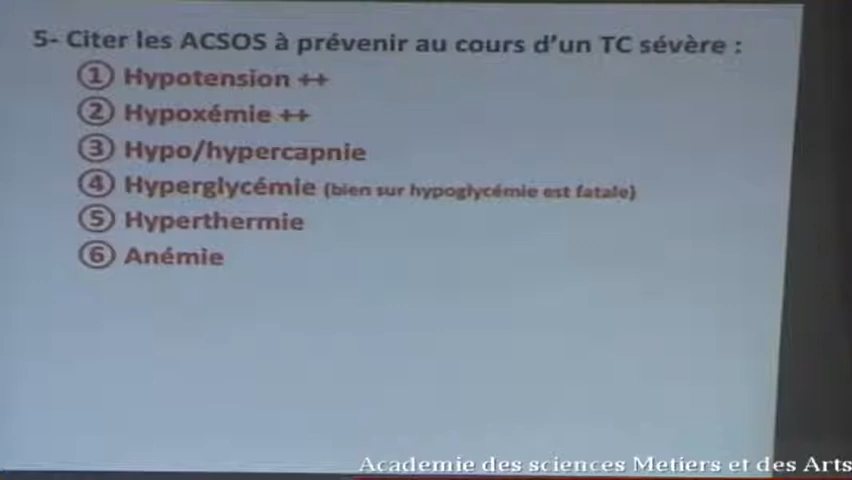 5- Citer les ACSOS à prévenir au cours d'un TC sévère :
① Hypotension ++
② Hypoxémie ++
③ Hypo/hypercapnie
④ Hyperglycémie (bien sur hypoglycémie est fatale)
⑤ Hyperthermie
⑥ Anémie
Academie des sciences Metiers et des Arts